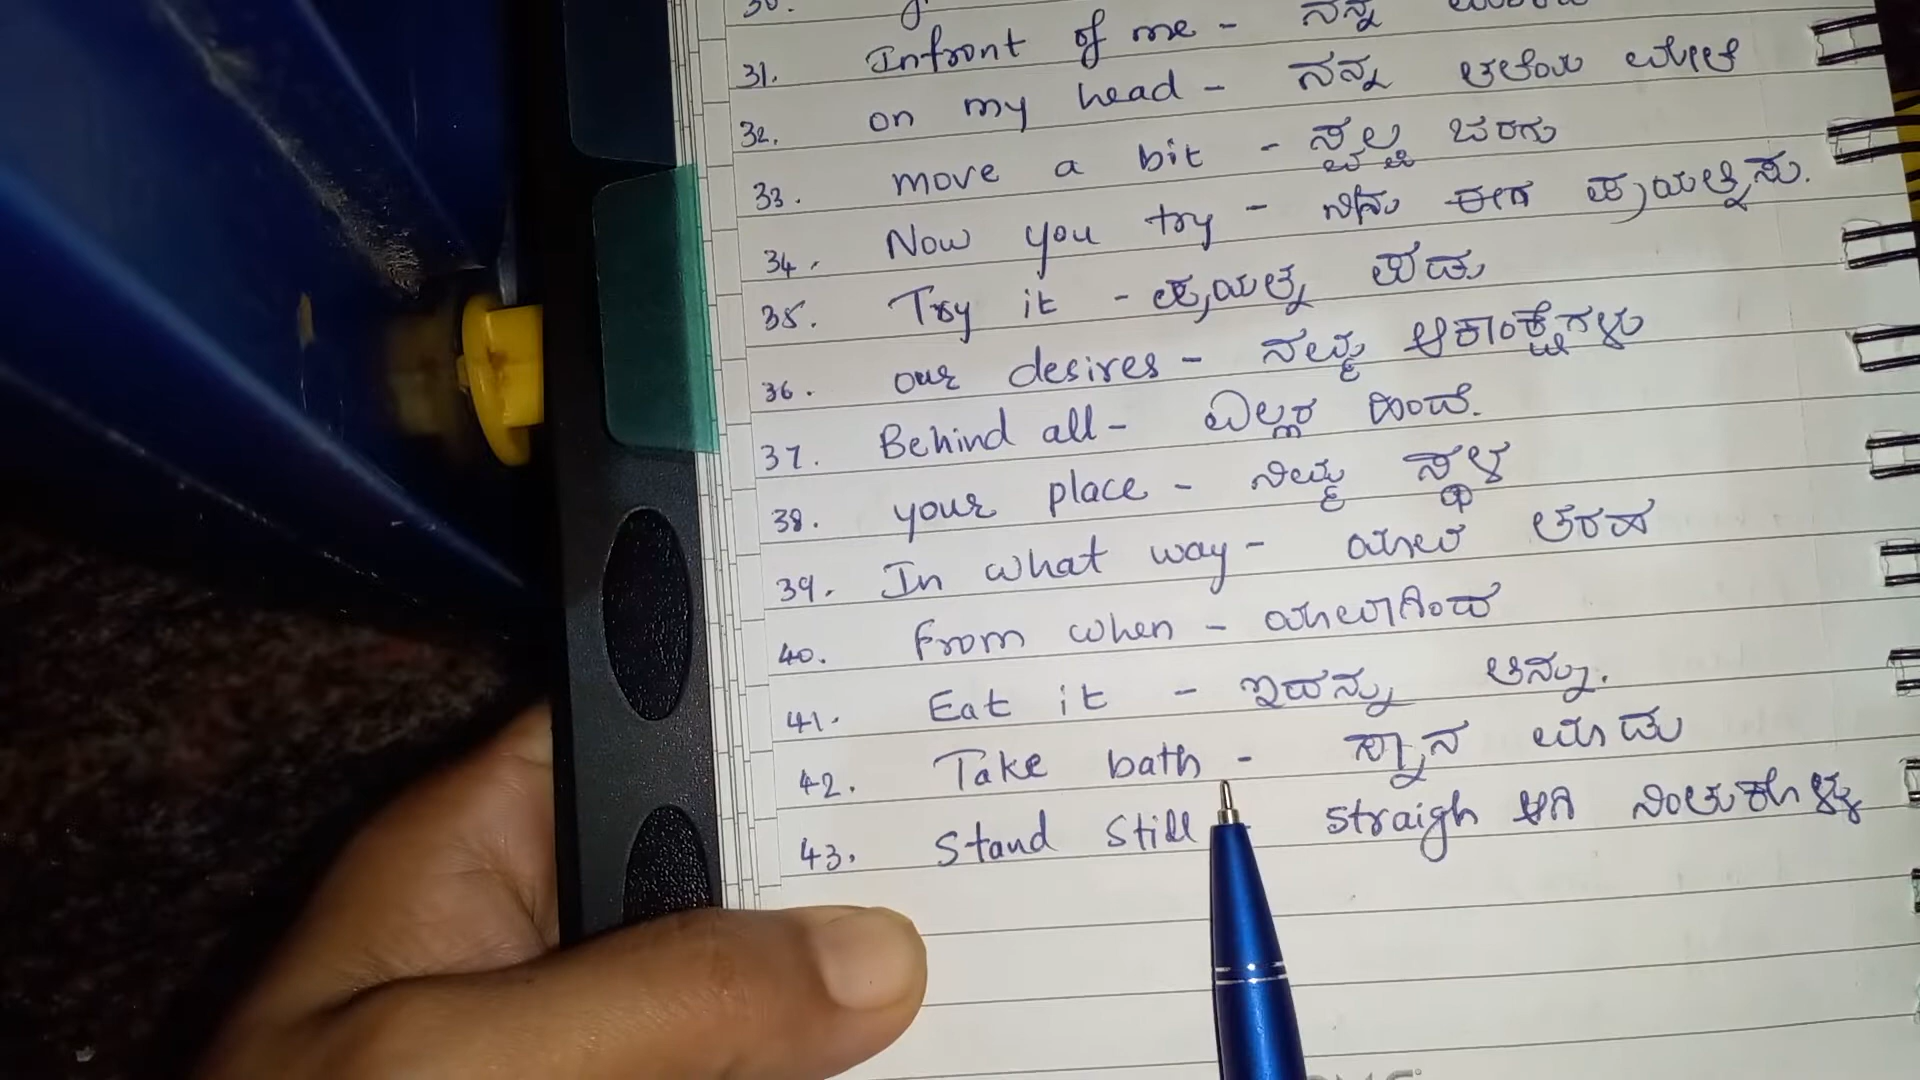 30.
31. Infront of me - ನನ್ನ
32. on my head - ನನ್ನ ತಲೆಯ ಮೇಲೆ
33. move a bit - ಸ್ವಲ್ಪ ಜರಗು
34. Now you try - ನೀನು ಈಗ ಪ್ರಯತ್ನಿಸು.
35. Try it - ಪ್ರಯತ್ನ ಪಡು
36. our desires - ನಮ್ಮ ಆಕಾಂಕ್ಷೆಗಳು
37. Behind all - ಎಲ್ಲರ ಹಿಂದೆ.
38. your place - ನಿಮ್ಮ ಸ್ಥಳ
39. In what way - ಯಾವ ತರಹ
40. From when - ಯಾವಾಗಿಂದ
41. Eat it - ಇದನ್ನು ತಿನ್ನು.
42. Take bath - ಸ್ನಾನ ಮಾಡು
43. Stand Still - straigh ಆಗಿ ನಿಂತುಕೊಳ್ಳಿ